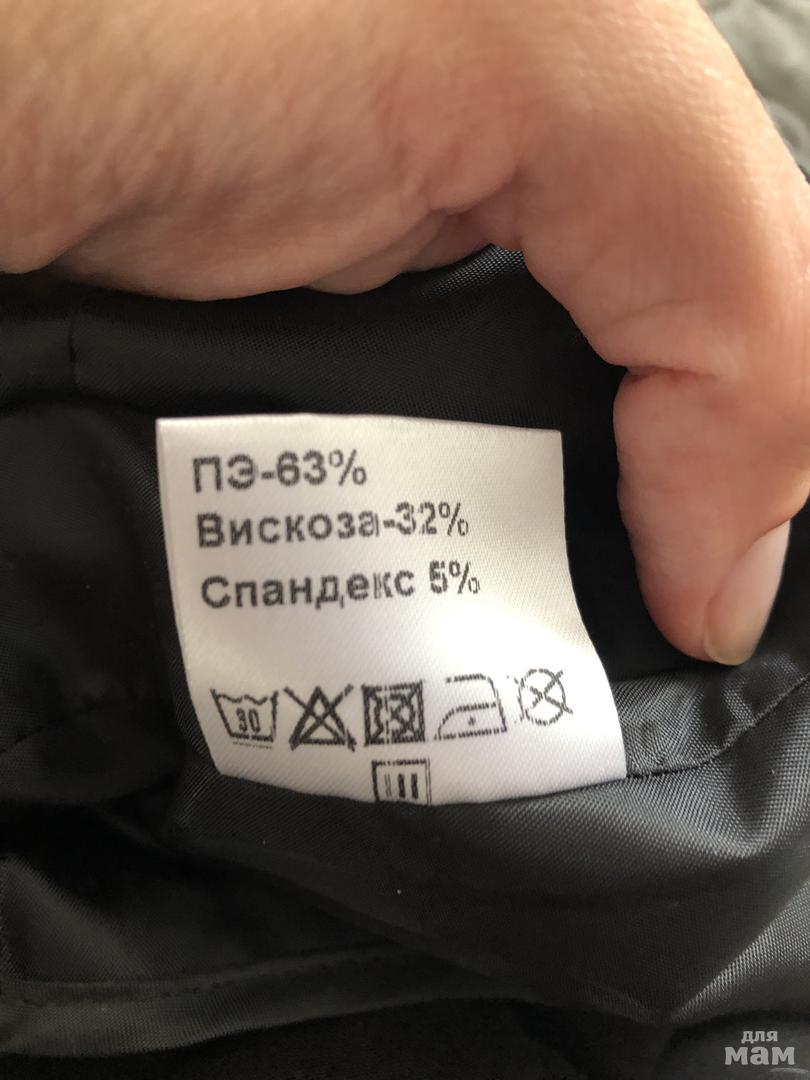 ПЭ-63%
Вискоза-32%
Спандекс 5%
30
для
мам